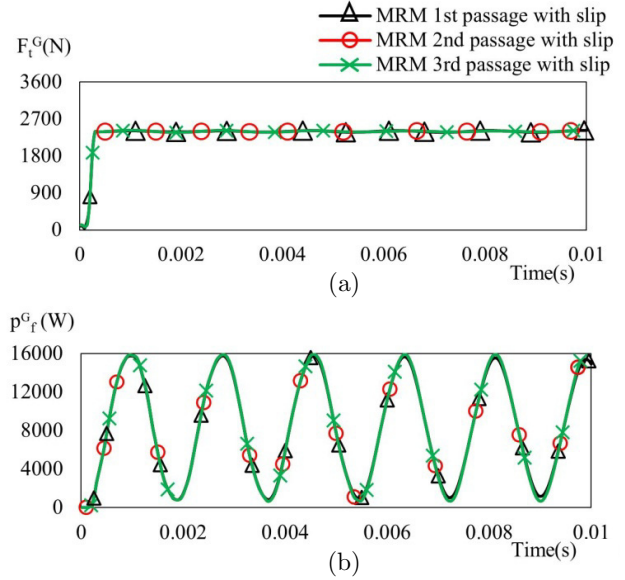 F_t^G(N)
MRM 1st passage with slip
MRM 2nd passage with slip
MRM 3rd passage with slip
3600
2700
1800
900
0
0 0.002 0.004 0.006 0.008 0.01
Time(s)
(a)
p^G_f (W)
16000
12000
8000
4000
0
0 0.002 0.004 0.006 0.008 0.01
Time(s)
(b)